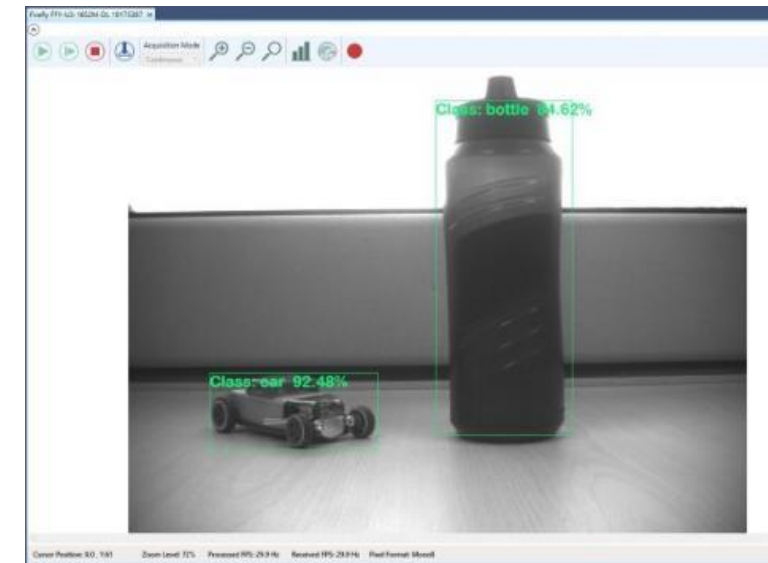 Acquisition Mode
Continuous
Class: bottle 84.62%
Class: car 92.48%
Zoom Level: 72% Processed FPS: 29.9 Hz Received FPS: 29.9 Hz Pixel Format: Mono8